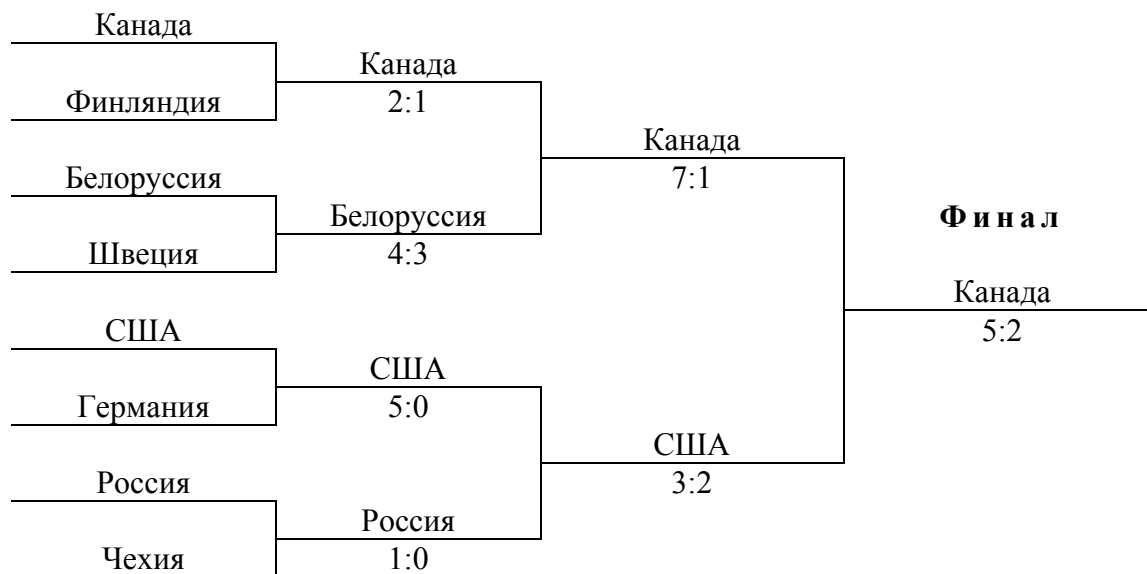 Канада
Финляндия
Белоруссия
Швеция
США
Германия
Россия
Чехия
Канада
2:1
Белоруссия
4:3
США
5:0
Россия
1:0
Канада
7:1
США
3:2
Финал
Канада
5:2